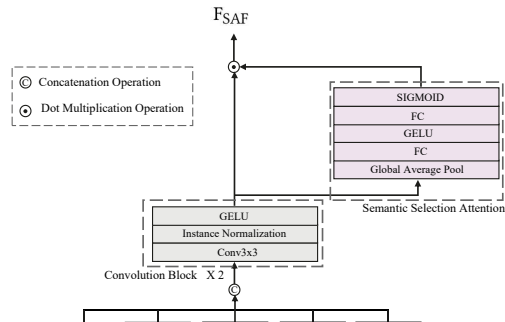 F_SAF
© Concatenation Operation
⊙ Dot Multiplication Operation
SIGMOID
FC
GELU
FC
Global Average Pool
Semantic Selection Attention
GELU
Instance Normalization
Conv3x3
Convolution Block X 2
©